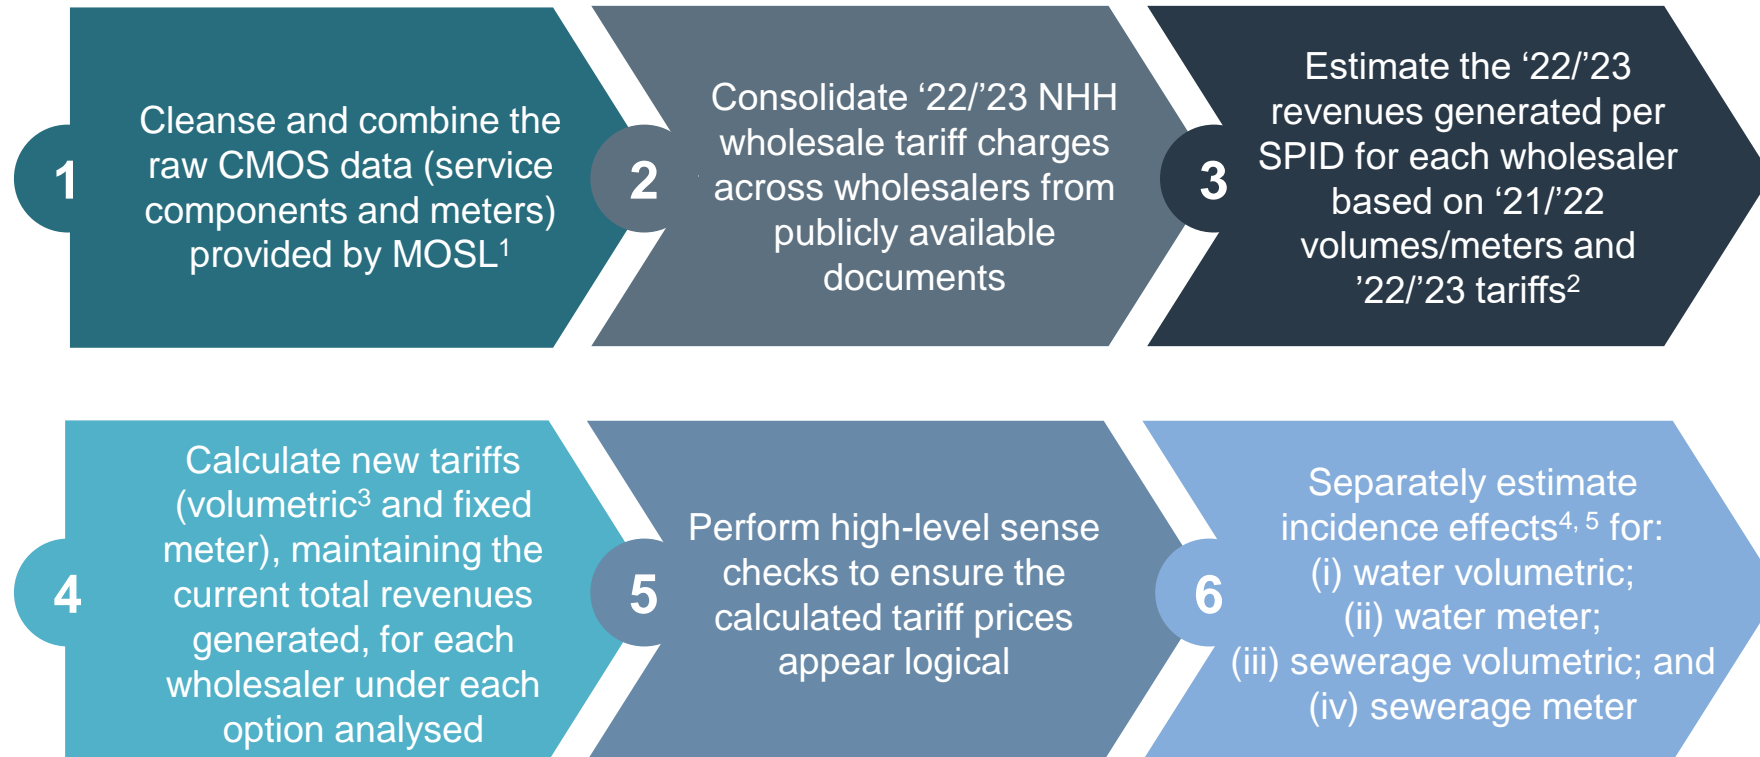 1
Cleanse and combine the
raw CMOS data (service
components and meters)
provided by MOSL¹
2
Consolidate ‘22/’23 NHH
wholesale tariff charges
across wholesalers from
publicly available
documents
3
Estimate the ‘22/’23
revenues generated per
SPID for each wholesaler
based on ‘21/’22
volumes/meters and
’22/’23 tariffs²
4
Calculate new tariffs
(volumetric³ and fixed
meter), maintaining the
current total revenues
generated, for each
wholesaler under each
option analysed
5
Perform high-level sense
checks to ensure the
calculated tariff prices
appear logical
6
Separately estimate
incidence effects⁴˒ ⁵ for:
(i) water volumetric;
(ii) water meter;
(iii) sewerage volumetric; and
(iv) sewerage meter